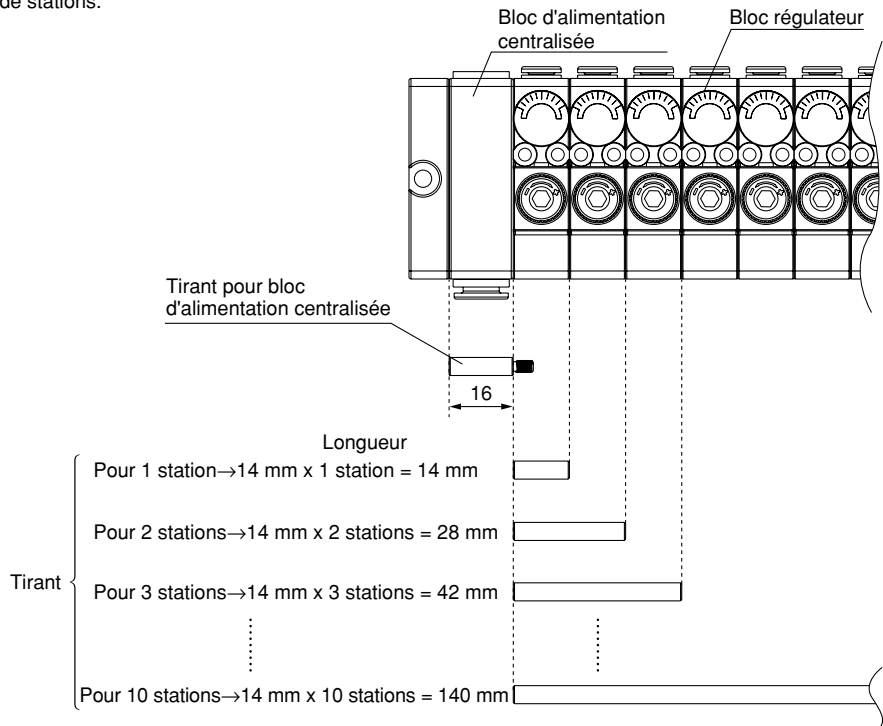 de stations.
Bloc d'alimentation
centralisée
Bloc régulateur
Tirant pour bloc
d'alimentation centralisée
16
Longueur
Pour 1 station→14 mm x 1 station = 14 mm
Pour 2 stations→14 mm x 2 stations = 28 mm
Tirant
Pour 3 stations→14 mm x 3 stations = 42 mm
Pour 10 stations→14 mm x 10 stations = 140 mm